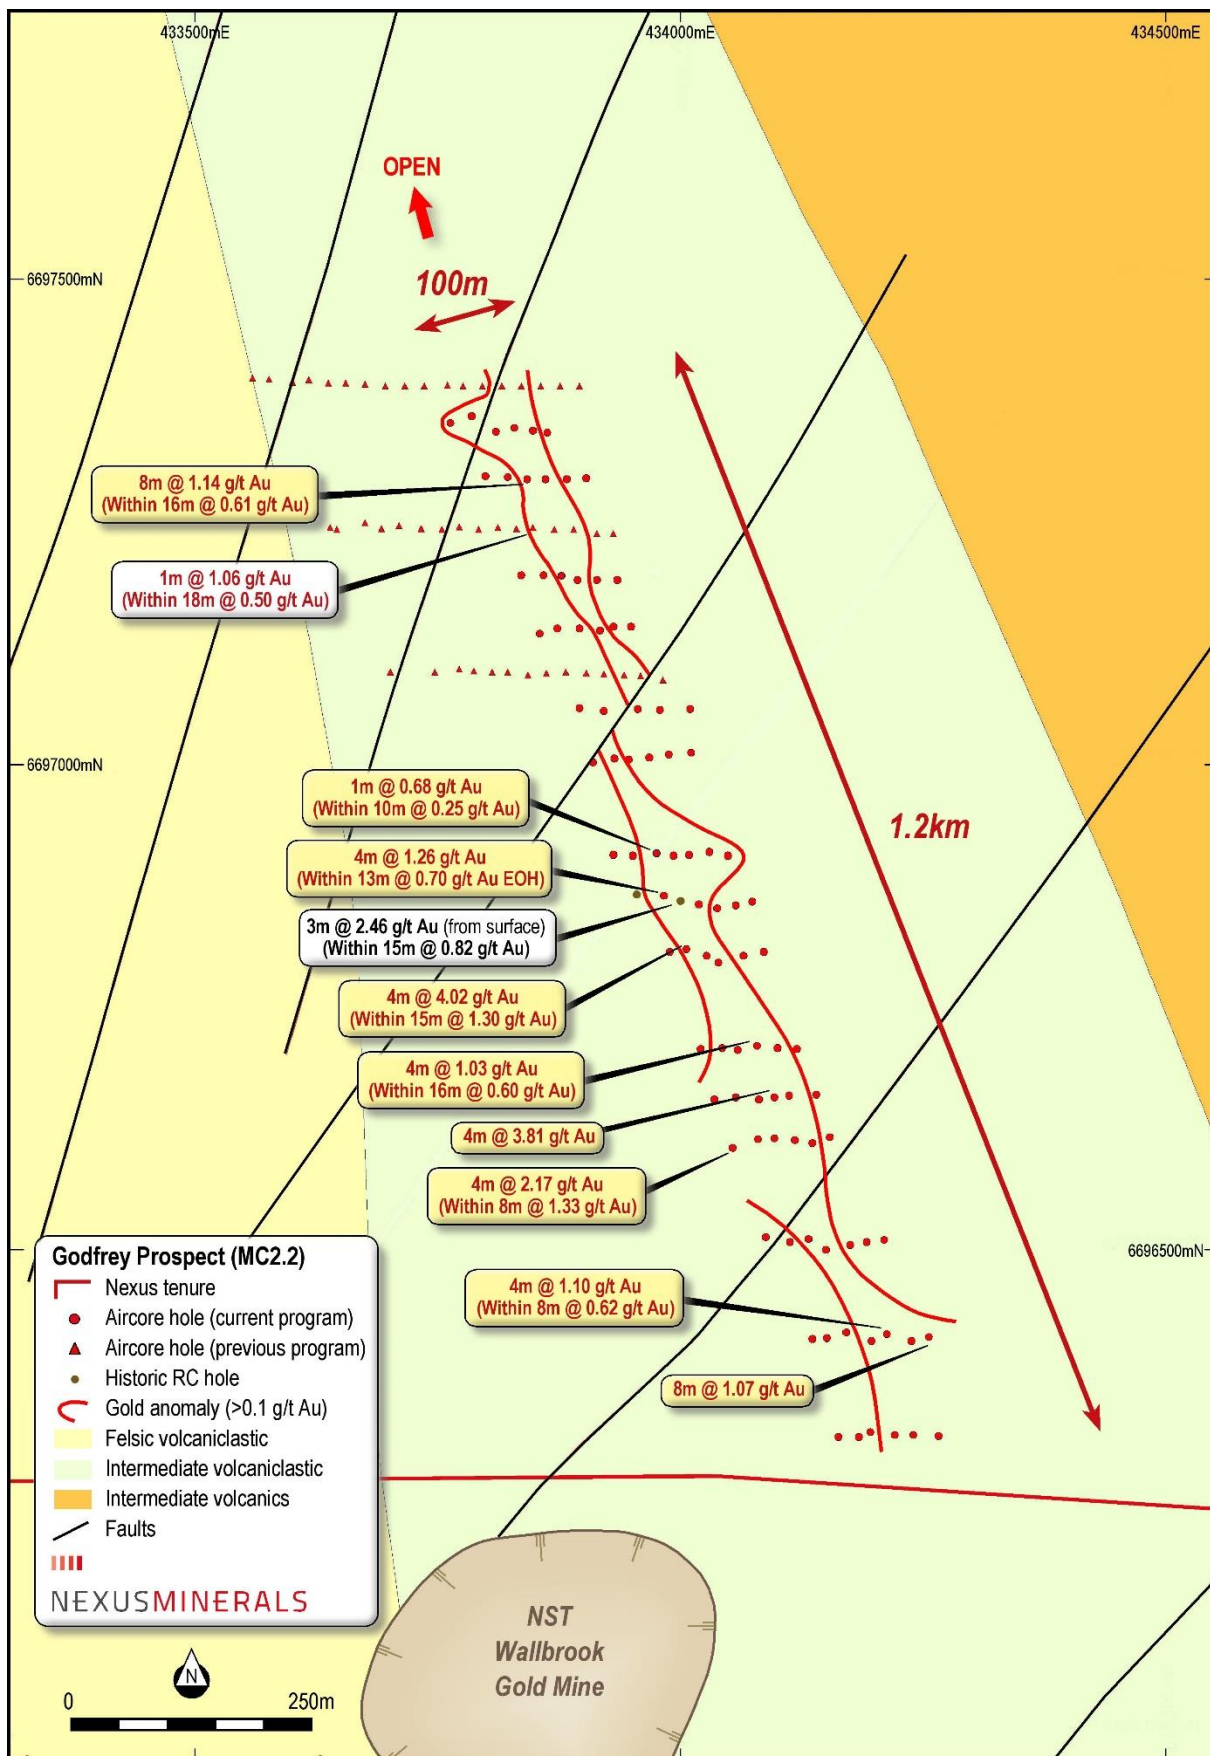 433500mE
434000mE
434500mE
OPEN
6697500mN
100m
8m @ 1.14 g/t Au
(Within 16m @ 0.61 g/t Au)
1m @ 1.06 g/t Au
(Within 18m @ 0.50 g/t Au)
6697000mN
1m @ 0.68 g/t Au
(Within 10m @ 0.25 g/t Au)
1.2km
4m @ 1.26 g/t Au
(Within 13m @ 0.70 g/t Au EOH)
3m @ 2.46 g/t Au (from surface)
(Within 15m @ 0.82 g/t Au)
4m @ 4.02 g/t Au
(Within 15m @ 1.30 g/t Au)
4m @ 1.03 g/t Au
(Within 16m @ 0.60 g/t Au)
4m @ 3.81 g/t Au
4m @ 2.17 g/t Au
(Within 8m @ 1.33 g/t Au)
6696500mN
4m @ 1.10 g/t Au
(Within 8m @ 0.62 g/t Au)
8m @ 1.07 g/t Au
Godfrey Prospect (MC2.2)
Nexus tenure
Aircore hole (current program)
Aircore hole (previous program)
Historic RC hole
Gold anomaly (>0.1 g/t Au)
Felsic volcaniclastic
Intermediate volcaniclastic
Intermediate volcanics
Faults
NEXUSMINERALS
NST
Wallbrook
Gold Mine
N
0 250m